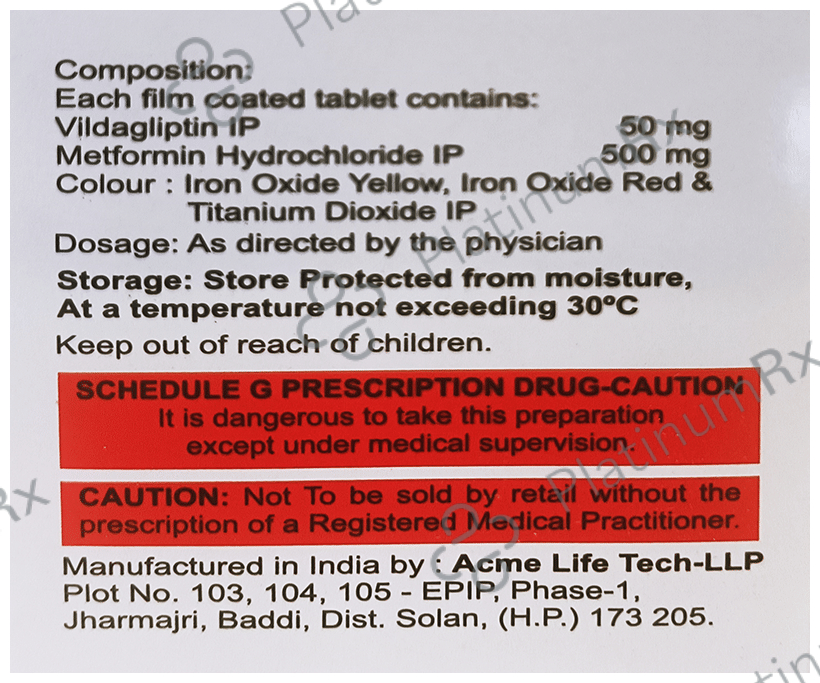 Composition:
Each film coated tablet contains:
Vildagliptin IP 50 mg
Metformin Hydrochloride IP 500 mg
Colour : Iron Oxide Yellow, Iron Oxide Red &
Titanium Dioxide IP
Dosage: As directed by the physician
Storage: Store Protected from moisture,
At a temperature not exceeding 30ºC
Keep out of reach of children.
SCHEDULE G PRESCRIPTION DRUG-CAUTION
It is dangerous to take this preparation
except under medical supervision.
CAUTION: Not To be sold by retail without the
prescription of a Registered Medical Practitioner.
Manufactured in India by : Acme Life Tech-LLP
Plot No. 103, 104, 105 - EPIP, Phase-1,
Jharmajri, Baddi, Dist. Solan, (H.P.) 173 205.
PlatinumRx
PlatinumRx